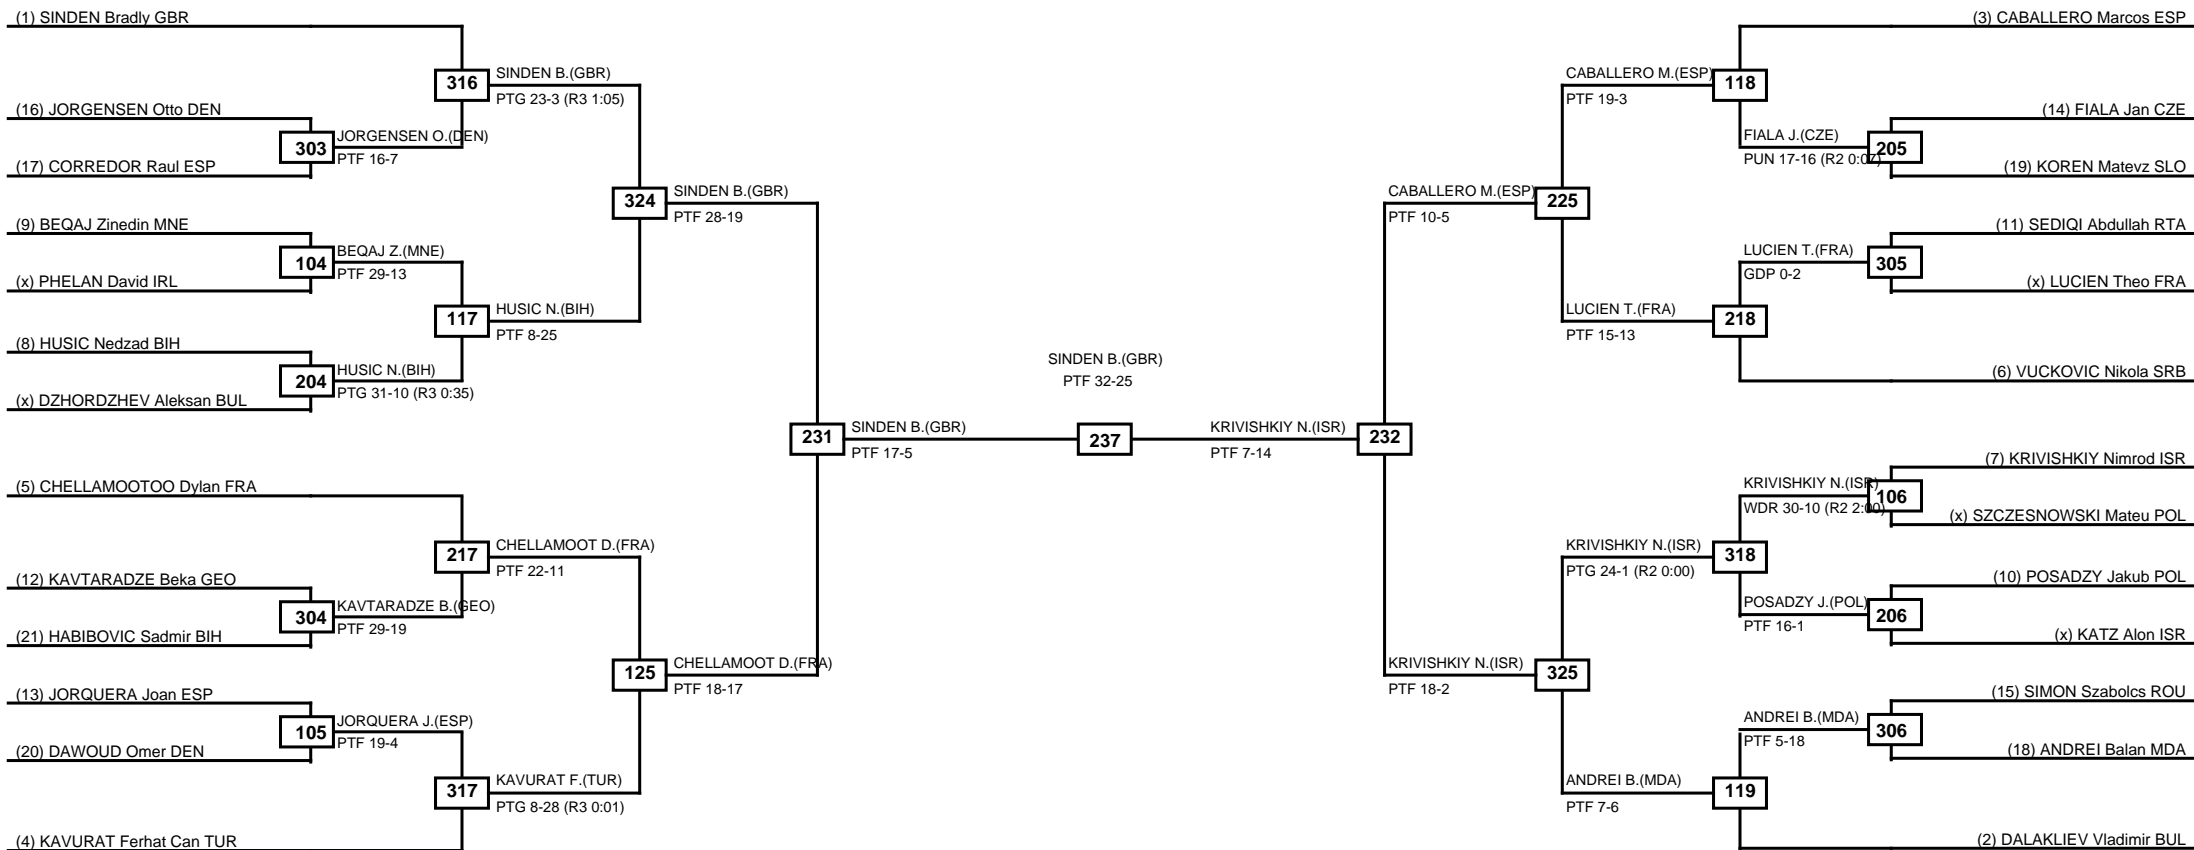 (1) SINDEN Bradly GBR
316
SINDEN B.(GBR)
PTG 23-3 (R3 1:05)
(16) JORGENSEN Otto DEN
303
JORGENSEN O.(DEN)
PTF 16-7
(17) CORREDOR Raul ESP
324
SINDEN B.(GBR)
PTF 28-19
(9) BEQAJ Zinedin MNE
104
BEQAJ Z.(MNE)
PTF 29-13
(x) PHELAN David IRL
117
HUSIC N.(BIH)
PTF 8-25
(8) HUSIC Nedzad BIH
204
HUSIC N.(BIH)
PTG 31-10 (R3 0:35)
(x) DZHORDZHEV Aleksan BUL
231
SINDEN B.(GBR)
PTF 17-5
(5) CHELLAMOOTOO Dylan FRA
217
CHELLAMOOT D.(FRA)
PTF 22-11
(12) KAVTARADZE Beka GEO
304
KAVTARADZE B.(GEO)
PTF 29-19
(21) HABIBOVIC Sadmir BIH
125
CHELLAMOOT D.(FRA)
PTF 18-17
(13) JORQUERA Joan ESP
105
JORQUERA J.(ESP)
PTF 19-4
(20) DAWOUD Omer DEN
317
KAVURAT F.(TUR)
PTG 8-28 (R3 0:01)
(4) KAVURAT Ferhat Can TUR
SINDEN B.(GBR)
PTF 32-25
237
KRIVISHKIY N.(ISR)
PTF 7-14
232
(3) CABALLERO Marcos ESP
CABALLERO M.(ESP)
PTF 19-3
118
(14) FIALA Jan CZE
FIALA J.(CZE)
PUN 17-16 (R2 0:07)
205
(19) KOREN Matevz SLO
CABALLERO M.(ESP)
PTF 10-5
225
(11) SEDIQI Abdullah RTA
LUCIEN T.(FRA)
GDP 0-2
305
(x) LUCIEN Theo FRA
LUCIEN T.(FRA)
PTF 15-13
218
(6) VUCKOVIC Nikola SRB
(7) KRIVISHKIY Nimrod ISR
KRIVISHKIY N.(ISR)
WDR 30-10 (R2 2:00)
106
(x) SZCZESNOWSKI Mateu POL
KRIVISHKIY N.(ISR)
PTG 24-1 (R2 0:00)
318
(10) POSADZY Jakub POL
POSADZY J.(POL)
PTF 16-1
206
(x) KATZ Alon ISR
KRIVISHKIY N.(ISR)
PTF 18-2
325
(15) SIMON Szabolcs ROU
ANDREI B.(MDA)
PTF 5-18
306
(18) ANDREI Balan MDA
ANDREI B.(MDA)
PTF 7-6
119
(2) DALAKLIEV Vladimir BUL